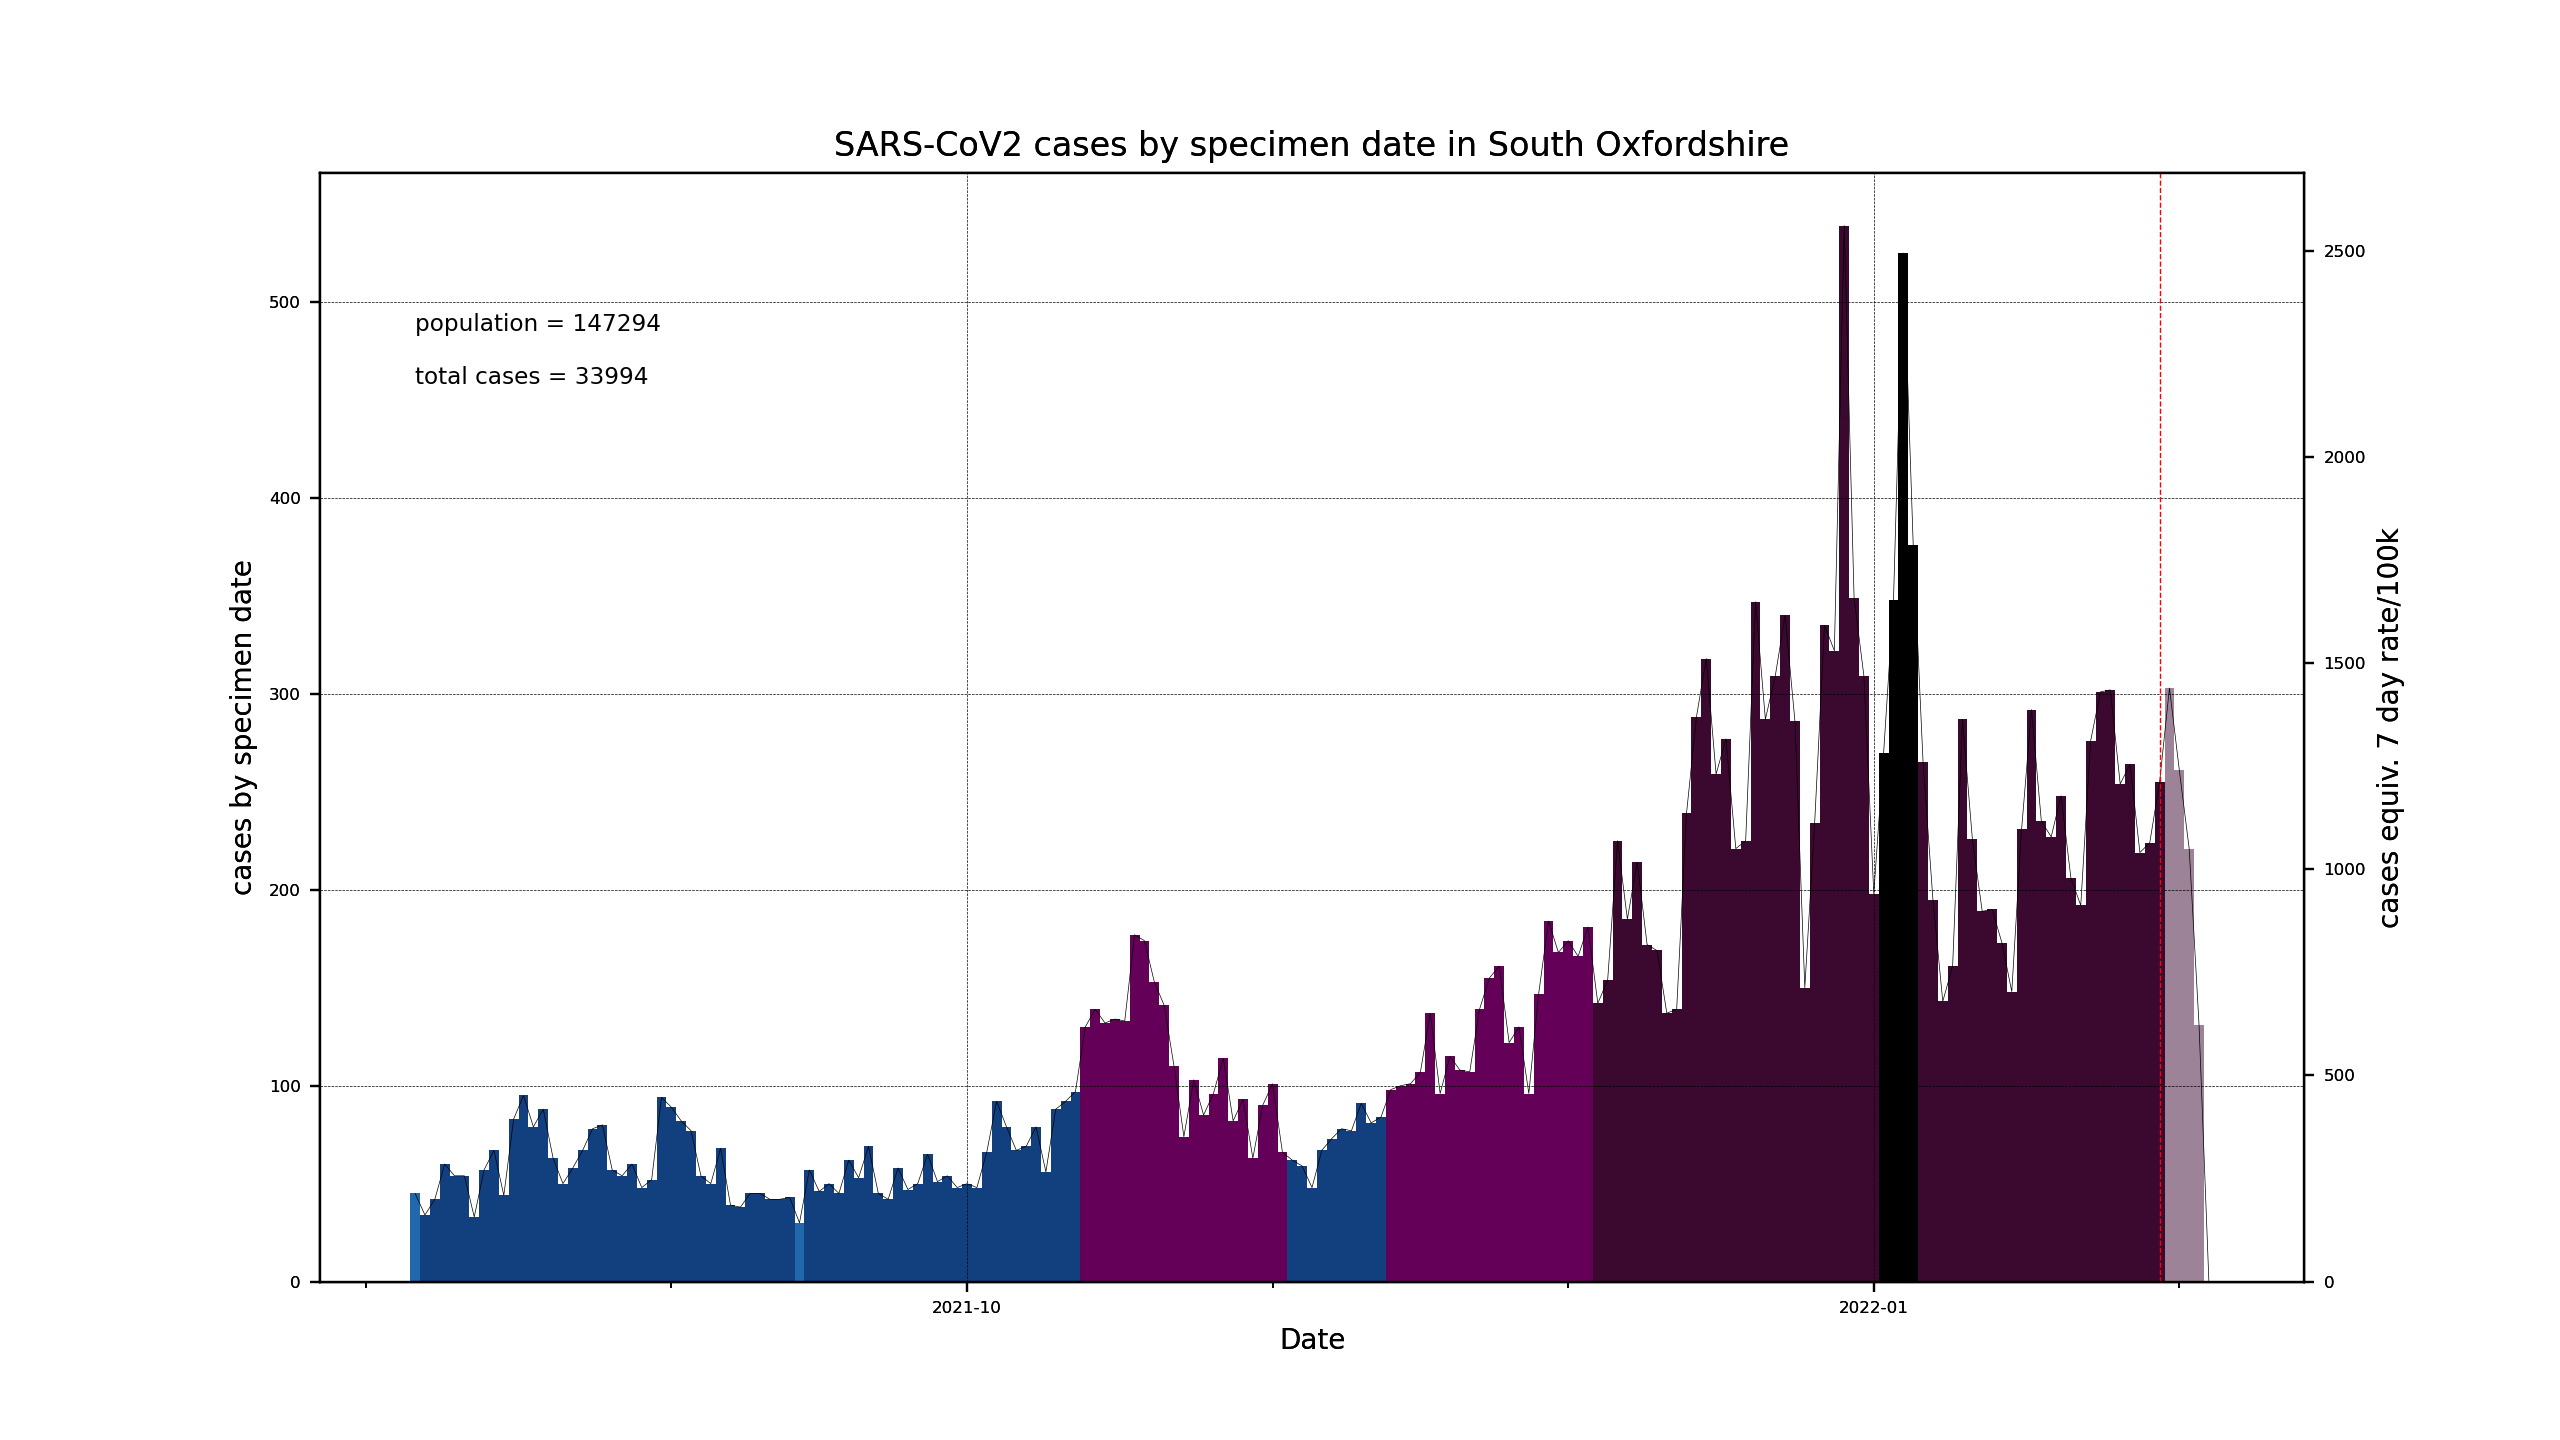 SARS-CoV2 cases by specimen date in South Oxfordshire
population = 147294
total cases = 33994
cases by specimen date
500
400
300
200
100
0
2500
2000
1500
1000
500
0
cases equiv. 7 day rate/100k
2021-10
2022-01
Date